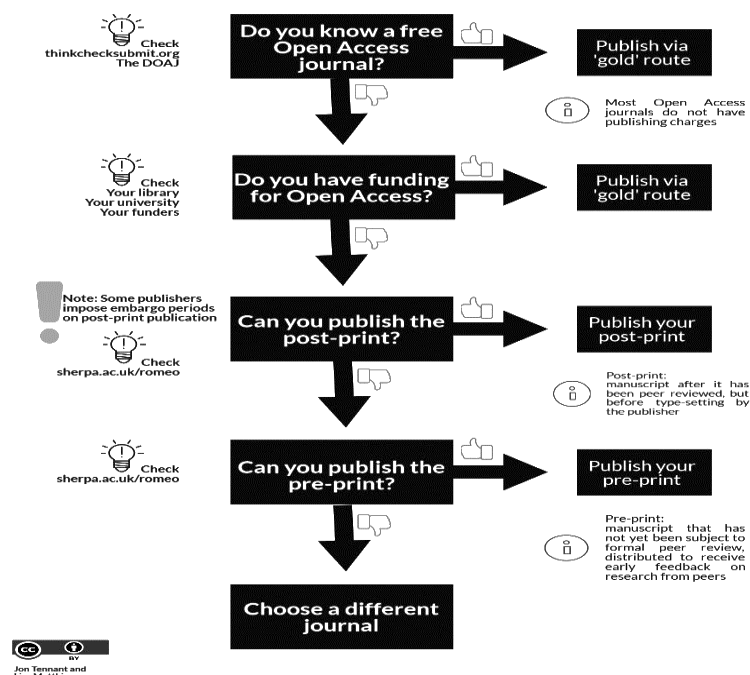 Check
thinkchecksubmit.org
The DOAJ
Do you know a free
Open Access
journal?
Publish via
'gold' route
Most Open Access
journals do not have
publishing charges
Check
Your library
Your university
Your funders
Do you have funding
for Open Access?
Publish via
'gold' route
Note: Some publishers
impose embargo periods
on post-print publication
Check
sherpa.ac.uk/romeo
Can you publish the
post-print?
Publish your
post-print
Post-print:
manuscript after it has
been peer reviewed, but
before type-setting by
the publisher
Check
sherpa.ac.uk/romeo
Can you publish the
pre-print?
Publish your
pre-print
Pre-print:
manuscript that has
not yet been subject to
formal peer review,
distributed to receive
early feedback on
research from peers
Choose a different
journal
CC
BY
Jon Tennant and